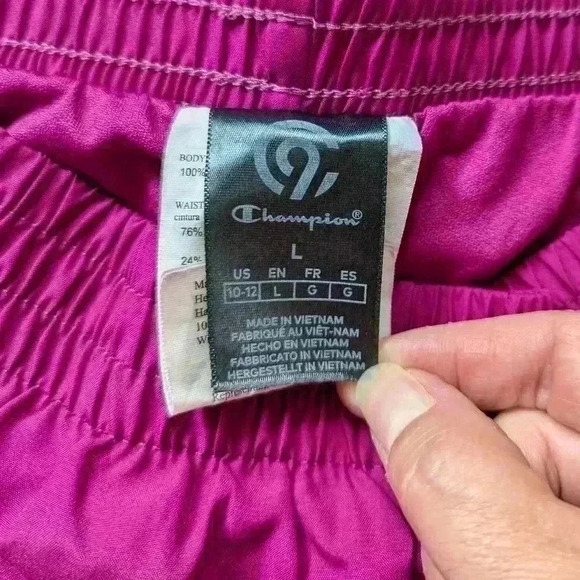 C9
Champion®
L
US EN FR ES
10-12 L G G
MADE IN VIETNAM
FABRIQUÉ AU VIÊT-NAM
HECHO EN VIETNAM
FABBRICATO IN VIETNAM
HERGESTELLT IN VIETNAM
BODY
100%
WAIST
cintura
76%
24%